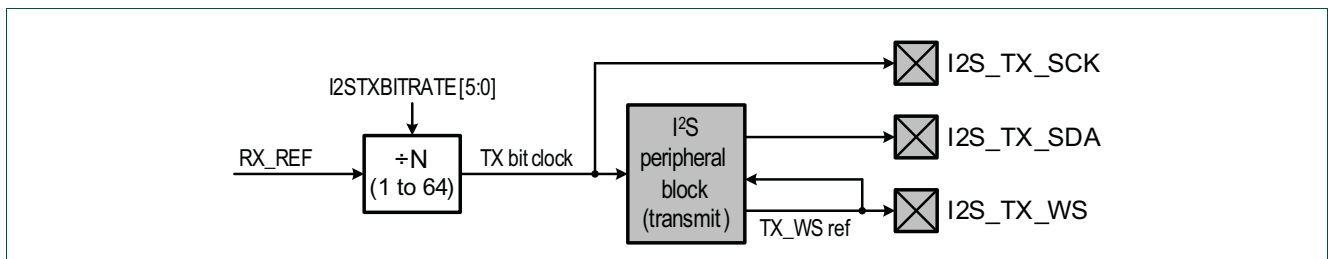 I2S_TX_SCK
I2STXBITRATE[5:0]
I²S
peripheral
block
(transmit)
I2S_TX_SDA
RX_REF
÷N
(1 to 64)
TX bit clock
TX_WS ref
I2S_TX_WS